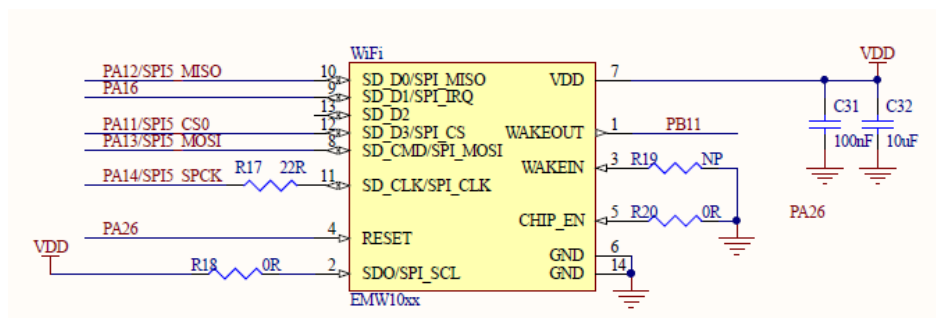 WiFi
VDD
PA12/SPI5_MISO 10 SD_D0/SPI_MISO VDD 7
PA16 9 SD_D1/SPI_IRQ
13 SD_D2
C31 C32
PA11/SPI5_CS0 12 SD_D3/SPI_CS WAKEOUT 1 PB11
100nF 10uF
PA13/SPI5_MOSI 8 SD_CMD/SPI_MOSI
WAKEIN 3 R19 NP
PA14/SPI5_SPCK R17 22R 11 SD_CLK/SPI_CLK
CHIP_EN 5 R20 0R PA26
PA26 4 RESET
GND 6
VDD R18 0R 2 SDO/SPI_SCL GND 14
EMW10xx